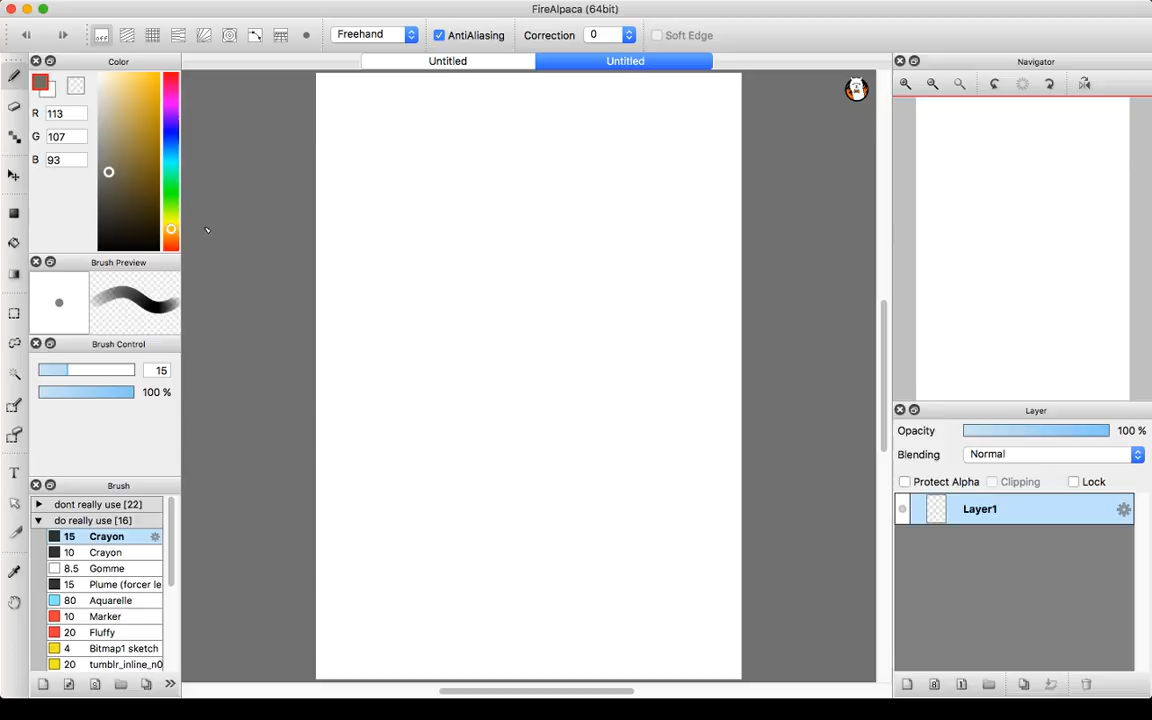 FireAlpaca (64bit)
off Freehand AntiAliasing Correction 0 Soft Edge
Color Untitled Untitled Navigator
R 113
G 107
B 93
Brush Preview
Brush Control
15
100 %
Brush
dont really use [22]
do really use [16]
15 Crayon
10 Crayon
8.5 Gomme
15 Plume (forcer le
80 Aquarelle
10 Marker
20 Fluffy
4 Bitmap1 sketch
20 tumblr_inline_n0
Layer
Opacity 100 %
Blending Normal
Protect Alpha Clipping Lock
Layer1
8 1
T